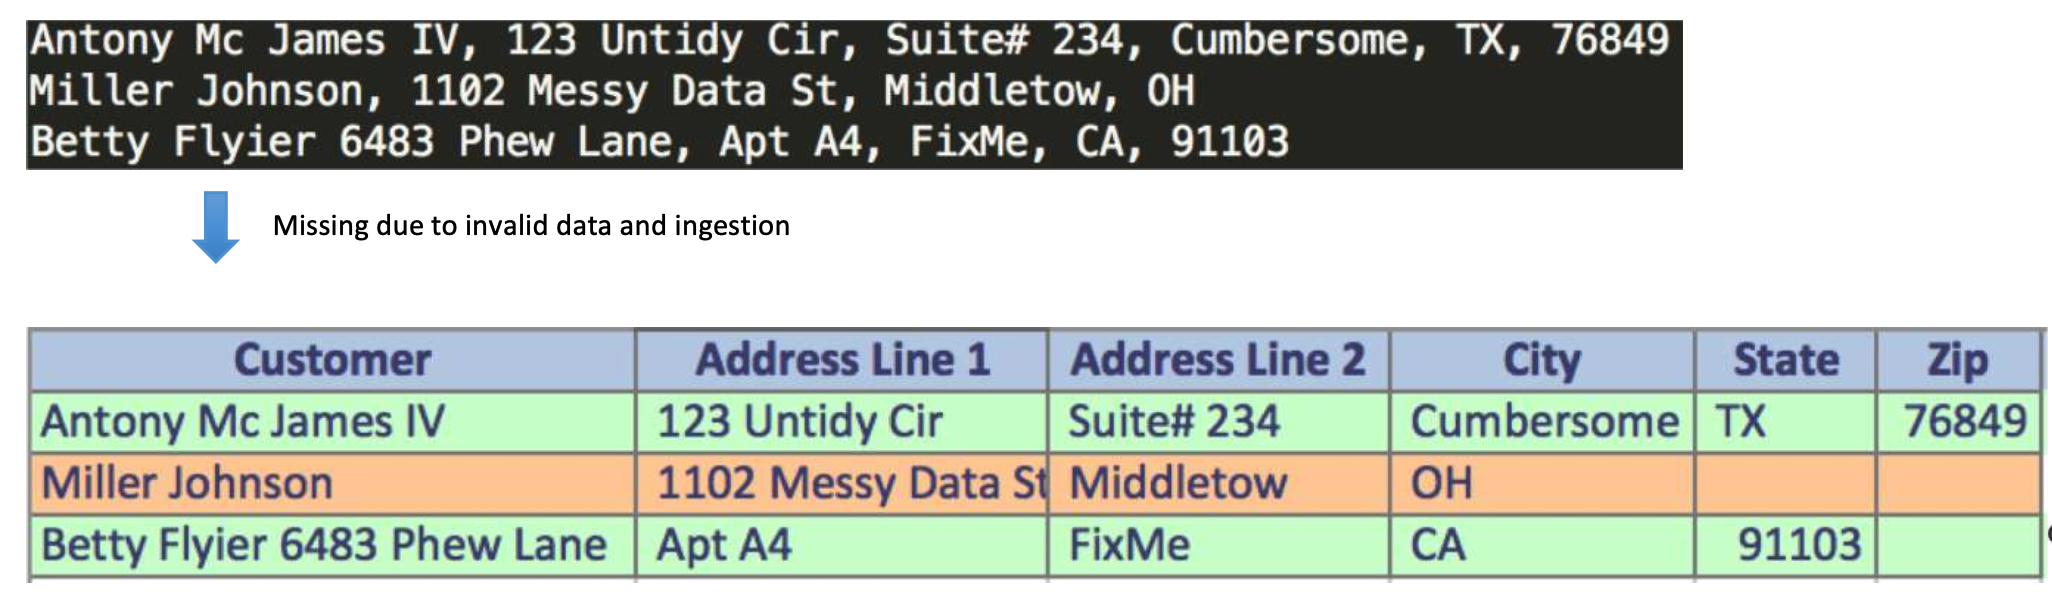 Antony Mc James IV, 123 Untidy Cir, Suite# 234, Cumbersome, TX, 76849
Miller Johnson, 1102 Messy Data St, Middletow, OH
Betty Flyier 6483 Phew Lane, Apt A4, FixMe, CA, 91103
Missing due to invalid data and ingestion
Customer Address Line 1 Address Line 2 City State Zip
Antony Mc James IV 123 Untidy Cir Suite# 234 Cumbersome TX 76849
Miller Johnson 1102 Messy Data St Middletow OH
Betty Flyier 6483 Phew Lane Apt A4 FixMe CA 91103